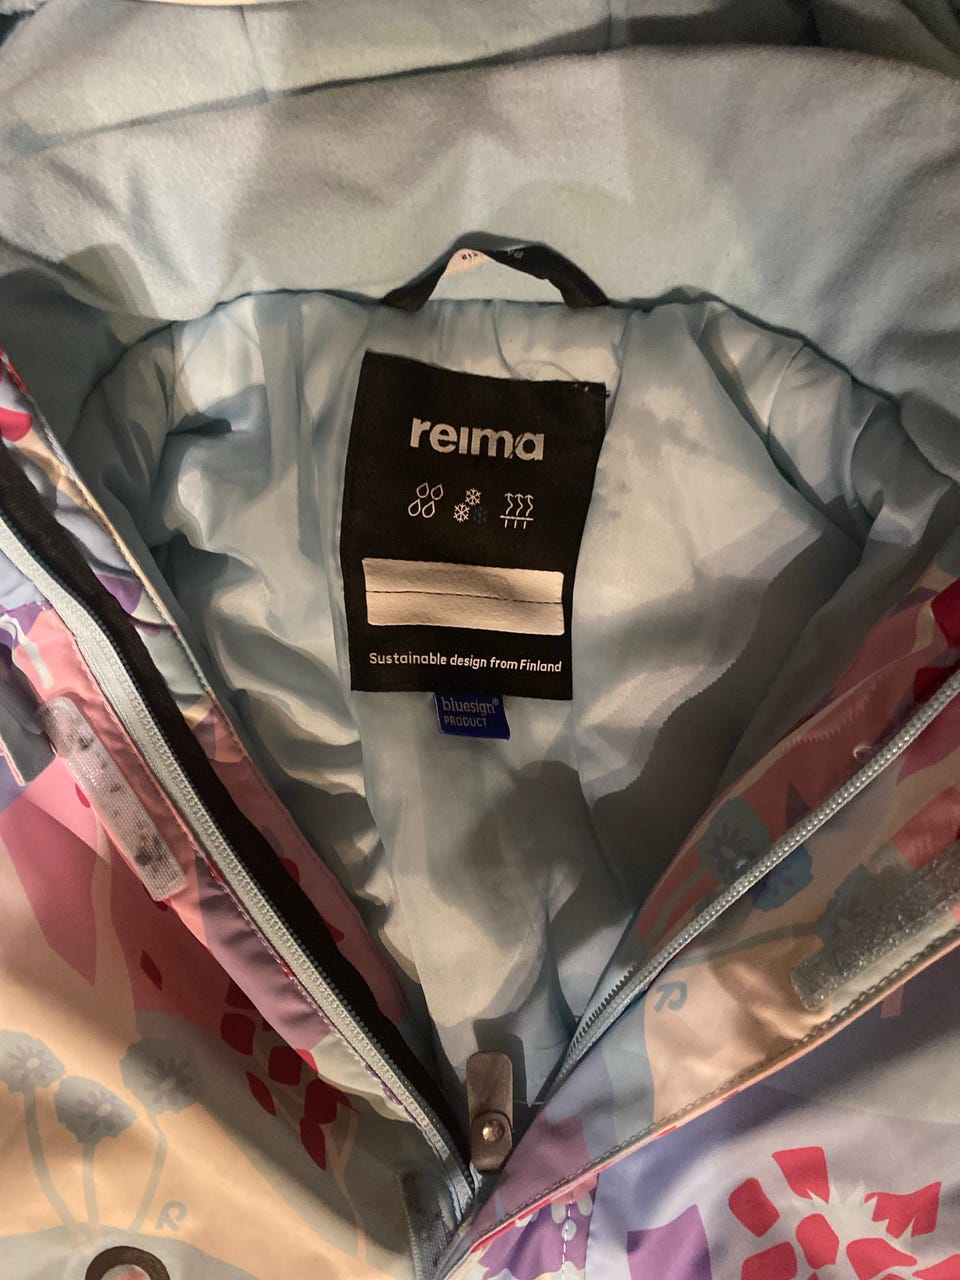 reima
Sustainable design from Finland
bluesign®
PRODUCT